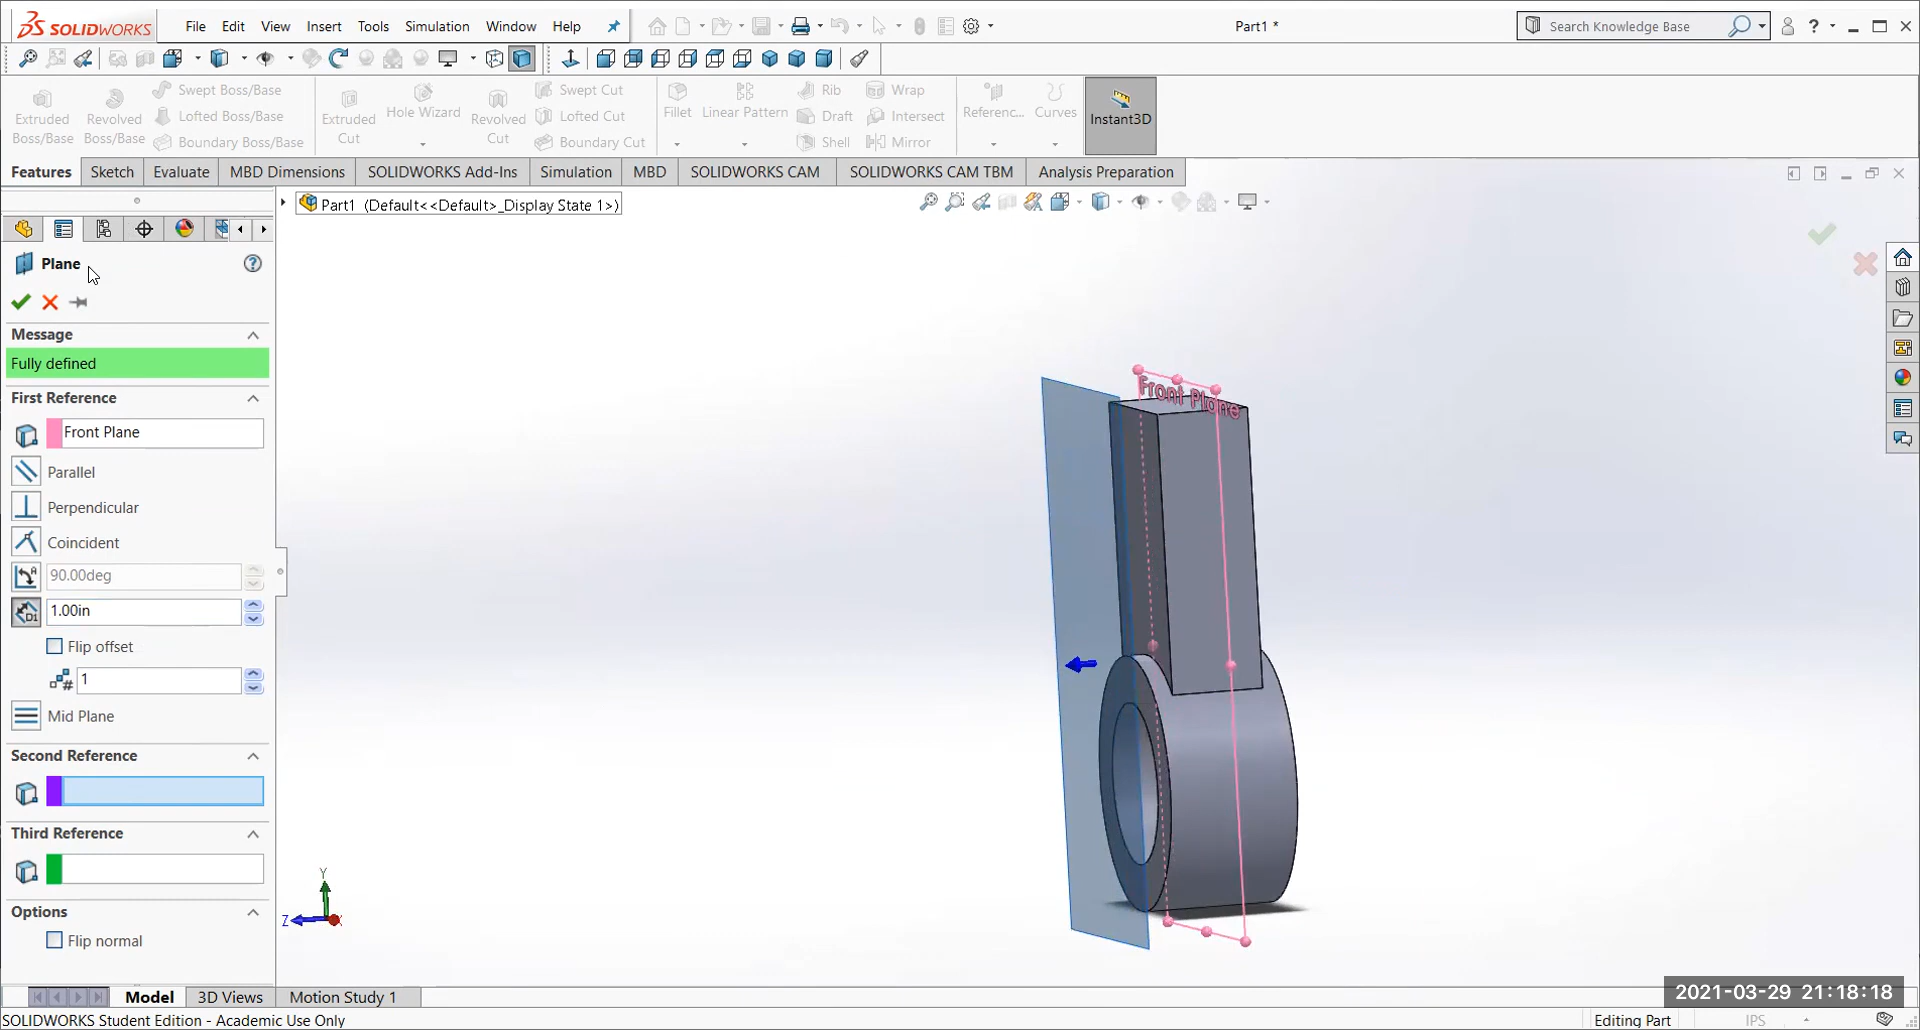 SOLIDWORKS File Edit View Insert Tools Simulation Window Help Part1 * Search Knowledge Base ?
Extruded Boss/Base
Revolved Boss/Base
Swept Boss/Base
Lofted Boss/Base
Boundary Boss/Base
Extruded Cut
Hole Wizard
Revolved Cut
Swept Cut
Lofted Cut
Boundary Cut
Fillet
Linear Pattern
Rib
Draft
Shell
Wrap
Intersect
Mirror
Referenc...
Curves
Instant3D
Features Sketch Evaluate MBD Dimensions SOLIDWORKS Add-Ins Simulation MBD SOLIDWORKS CAM SOLIDWORKS CAM TBM Analysis Preparation
Part1 (Default<<Default>_Display State 1>)
Plane ?
Message
Fully defined
First Reference
Front Plane
Parallel
Perpendicular
Coincident
90.00deg
1.00in
Flip offset
# 1
Mid Plane
Second Reference
Third Reference
Options
Flip normal
Front Plane
Y
Z
Model 3D Views Motion Study 1
2021-03-29 21:18:18
SOLIDWORKS Student Edition - Academic Use Only Editing Part IPS